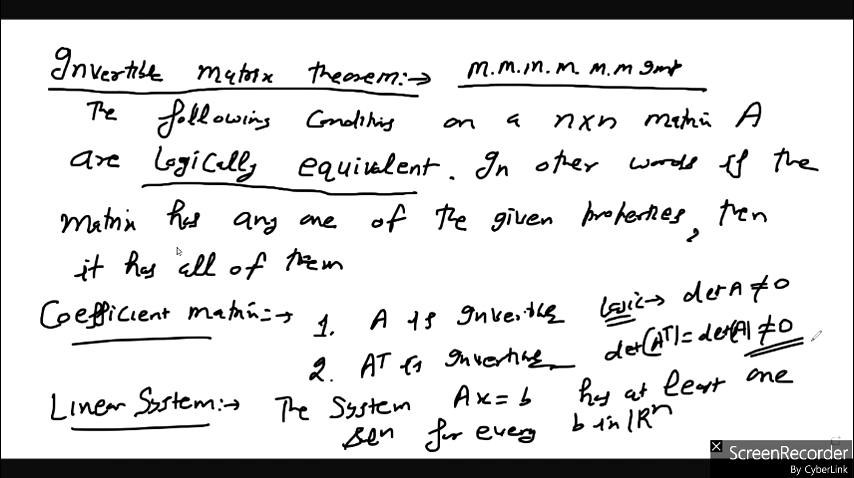 Invertible matrix theorem:→ m.m.m.m m.m Imt
The following Conditions on a n×n matrix A
are Logically equivalent. In other words if the
matrix has any one of the given properties, then
it has all of them
Coefficient matrix:→ 1. A is Invertible Logic→ det A ≠ 0
2. AT is Invertible det(AT) = det(A) ≠ 0
Linear System:→ The System Ax = b has at least one
soln for every b in IRn
ScreenRecorder
By CyberLink